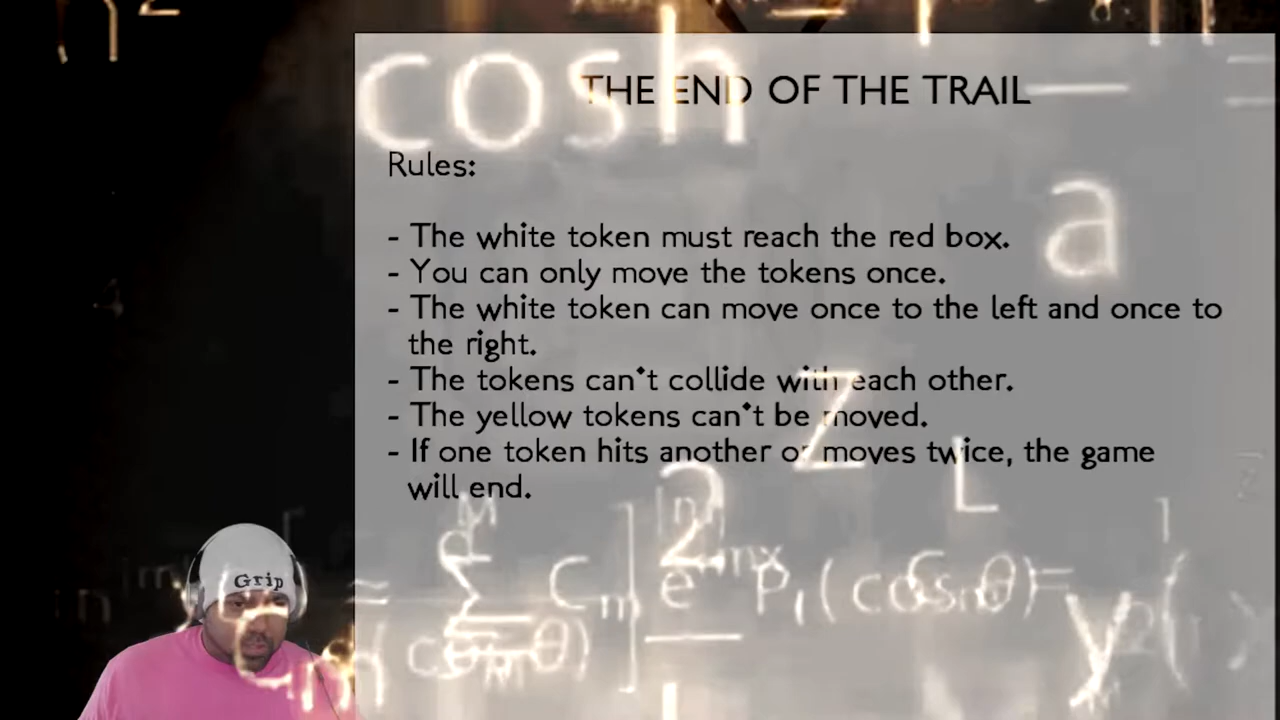 n²
cosh
THE END OF THE TRAIL
Rules:
a
- The white token must reach the red box.
- You can only move the tokens once.
- The white token can move once to the left and once to
the right.
- The tokens can't collide with each other.
z
- The yellow tokens can't be moved.
- If one token hits another or moves twice, the game
will end.
L
M
Grip